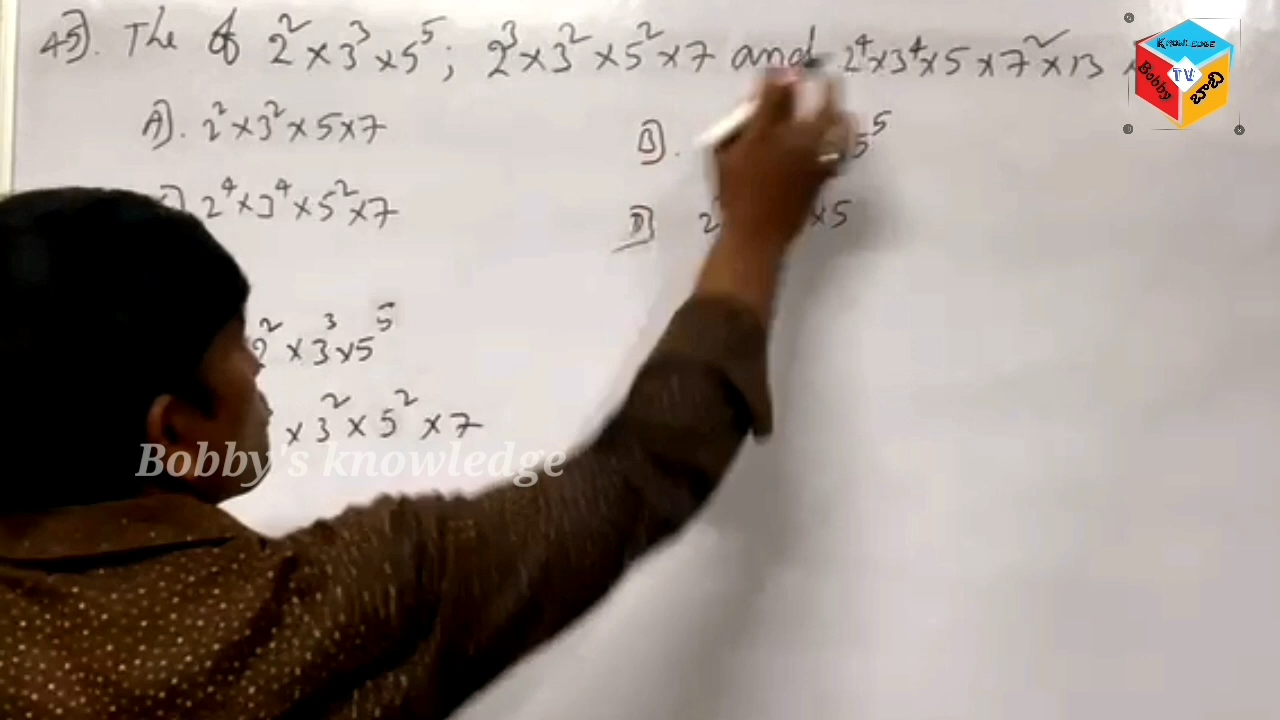 45). The of 2² × 3³ × 5⁵ ; 2³ × 3² × 5² × 7 and 2⁴ × 3⁴ × 5 × 7² × 13
A). 2² × 3² × 5 × 7
B). 5⁵
2⁴ × 3⁴ × 5² × 7
D) 2 × 5
2² × 3³ × 5⁵
× 3² × 5² × 7
Bobby's knowledge
KNOWLEDGE
Bobby TV బాబి